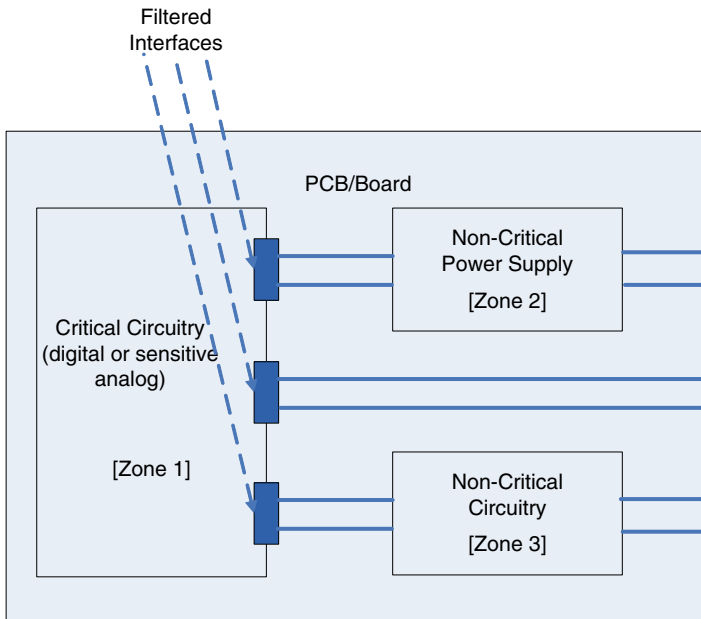 Filtered
Interfaces
PCB/Board
Non-Critical
Power Supply
[Zone 2]
Critical Circuitry
(digital or sensitive
analog)
[Zone 1]
Non-Critical
Circuitry
[Zone 3]